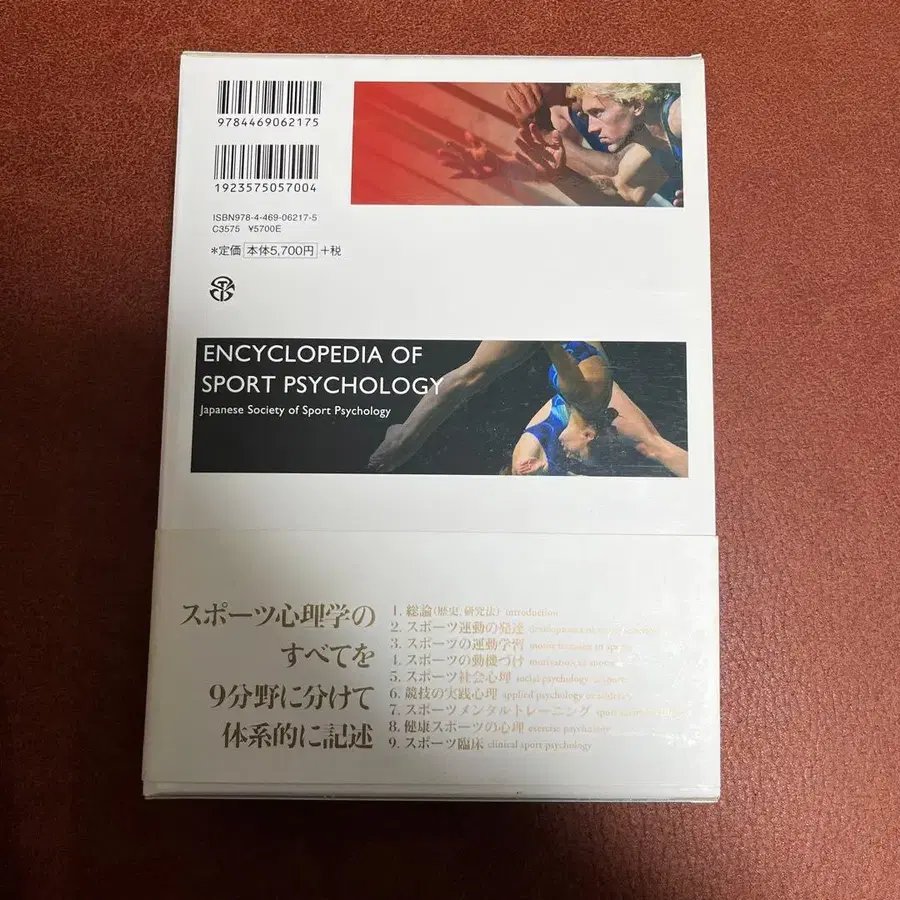 9784469062175
1923575057004
ISBN978-4-469-06217-5
C3575 ¥5700E
*定価 本体5,700円 +税
ENCYCLOPEDIA OF
SPORT PSYCHOLOGY
Japanese Society of Sport Psychology
スポーツ心理学の
すべてを
9分野に分けて
体系的に記述
1. 総論(歴史, 研究法) introduction
2. スポーツ運動の発達
3. スポーツの運動学習
4. スポーツの動機づけ
5. スポーツ社会心理 social psychology
6. 競技の実践心理 applied psychology
7. スポーツメンタルトレーニング
8. 健康スポーツの心理 exercise psychology
9. スポーツ臨床 clinical sport psychology